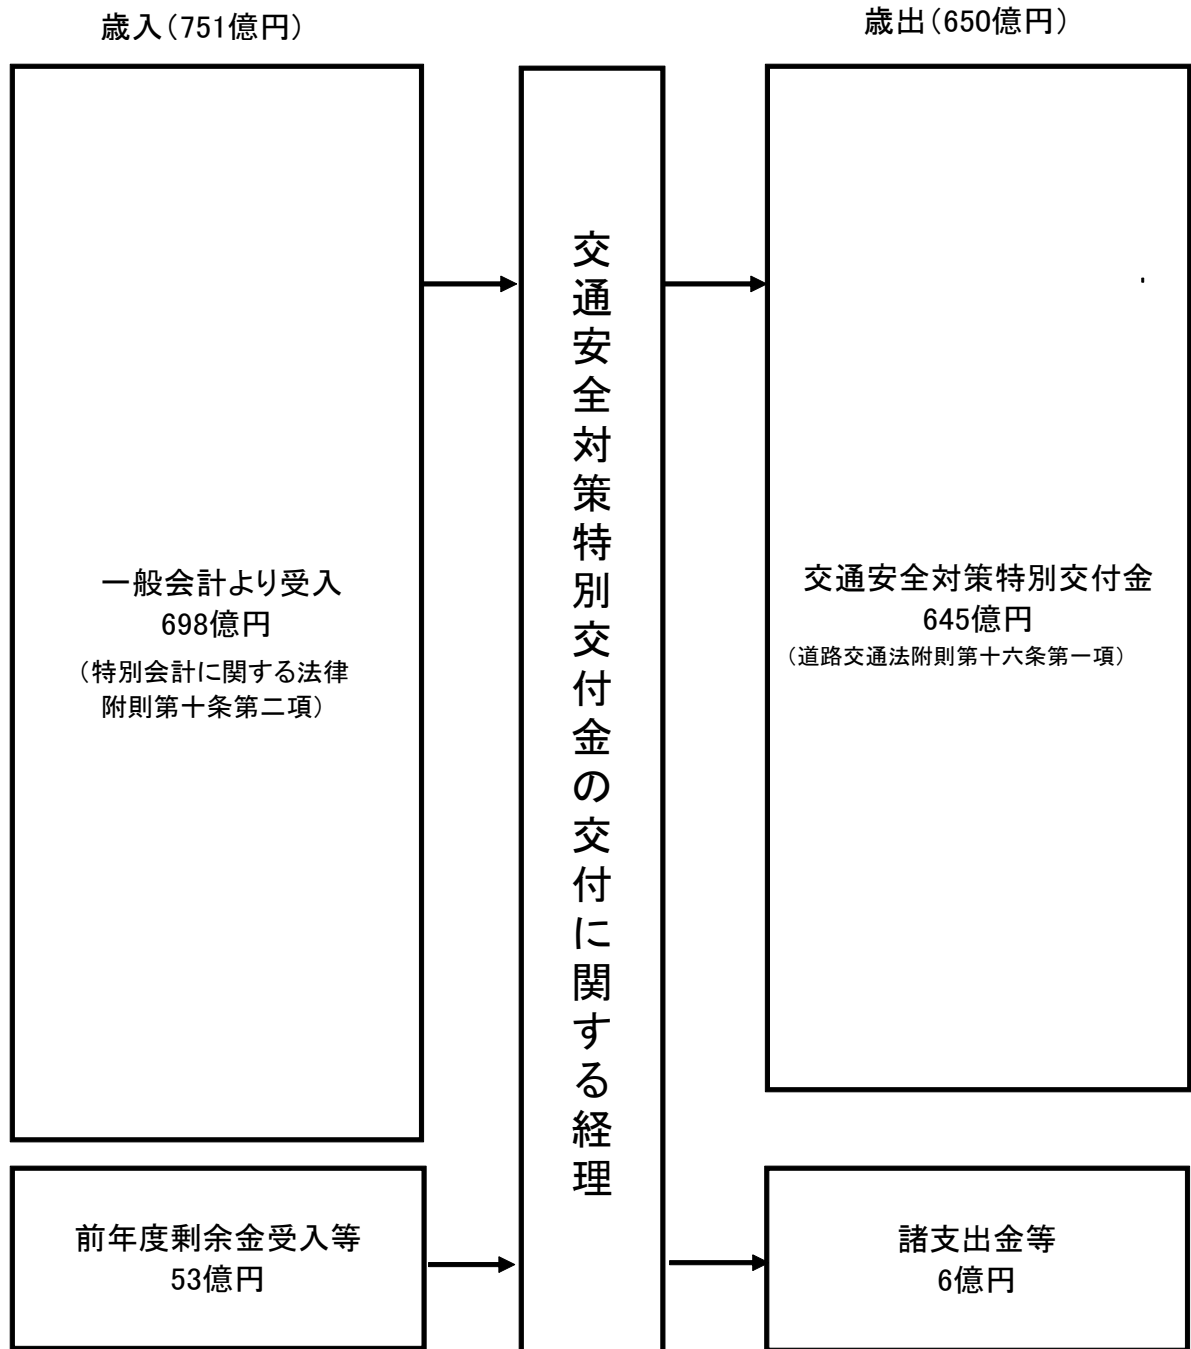 歳入（751億円）
歳出（650億円）
一般会計より受入
698億円
（特別会計に関する法律
附則第十条第二項）
交通安全対策特別交付金の交付に関する経理
交通安全対策特別交付金
645億円
（道路交通法附則第十六条第一項）
前年度剰余金受入等
53億円
諸支出金等
6億円